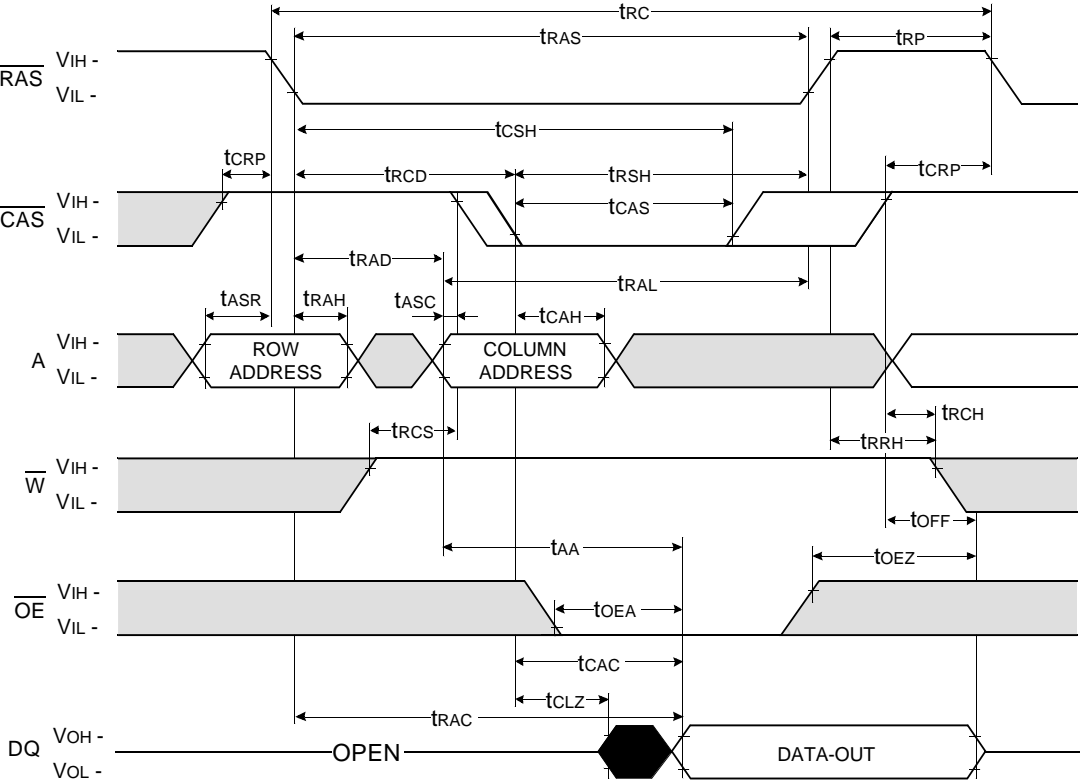 tRC
tRAS
tRP
RAS
VIH -
VIL -
tCSH
tCRP
tRCD
tRSH
tCRP
CAS
VIH -
VIL -
tCAS
tRAD
tRAL
tASR
tRAH
tASC
tCAH
A
VIH -
VIL -
ROW
ADDRESS
COLUMN
ADDRESS
tRCH
tRCS
tRRH
W
VIH -
VIL -
tOFF
tAA
tOEZ
OE
VIH -
VIL -
tOEA
tCAC
tCLZ
tRAC
DQ
VOH -
VOL -
OPEN
DATA-OUT